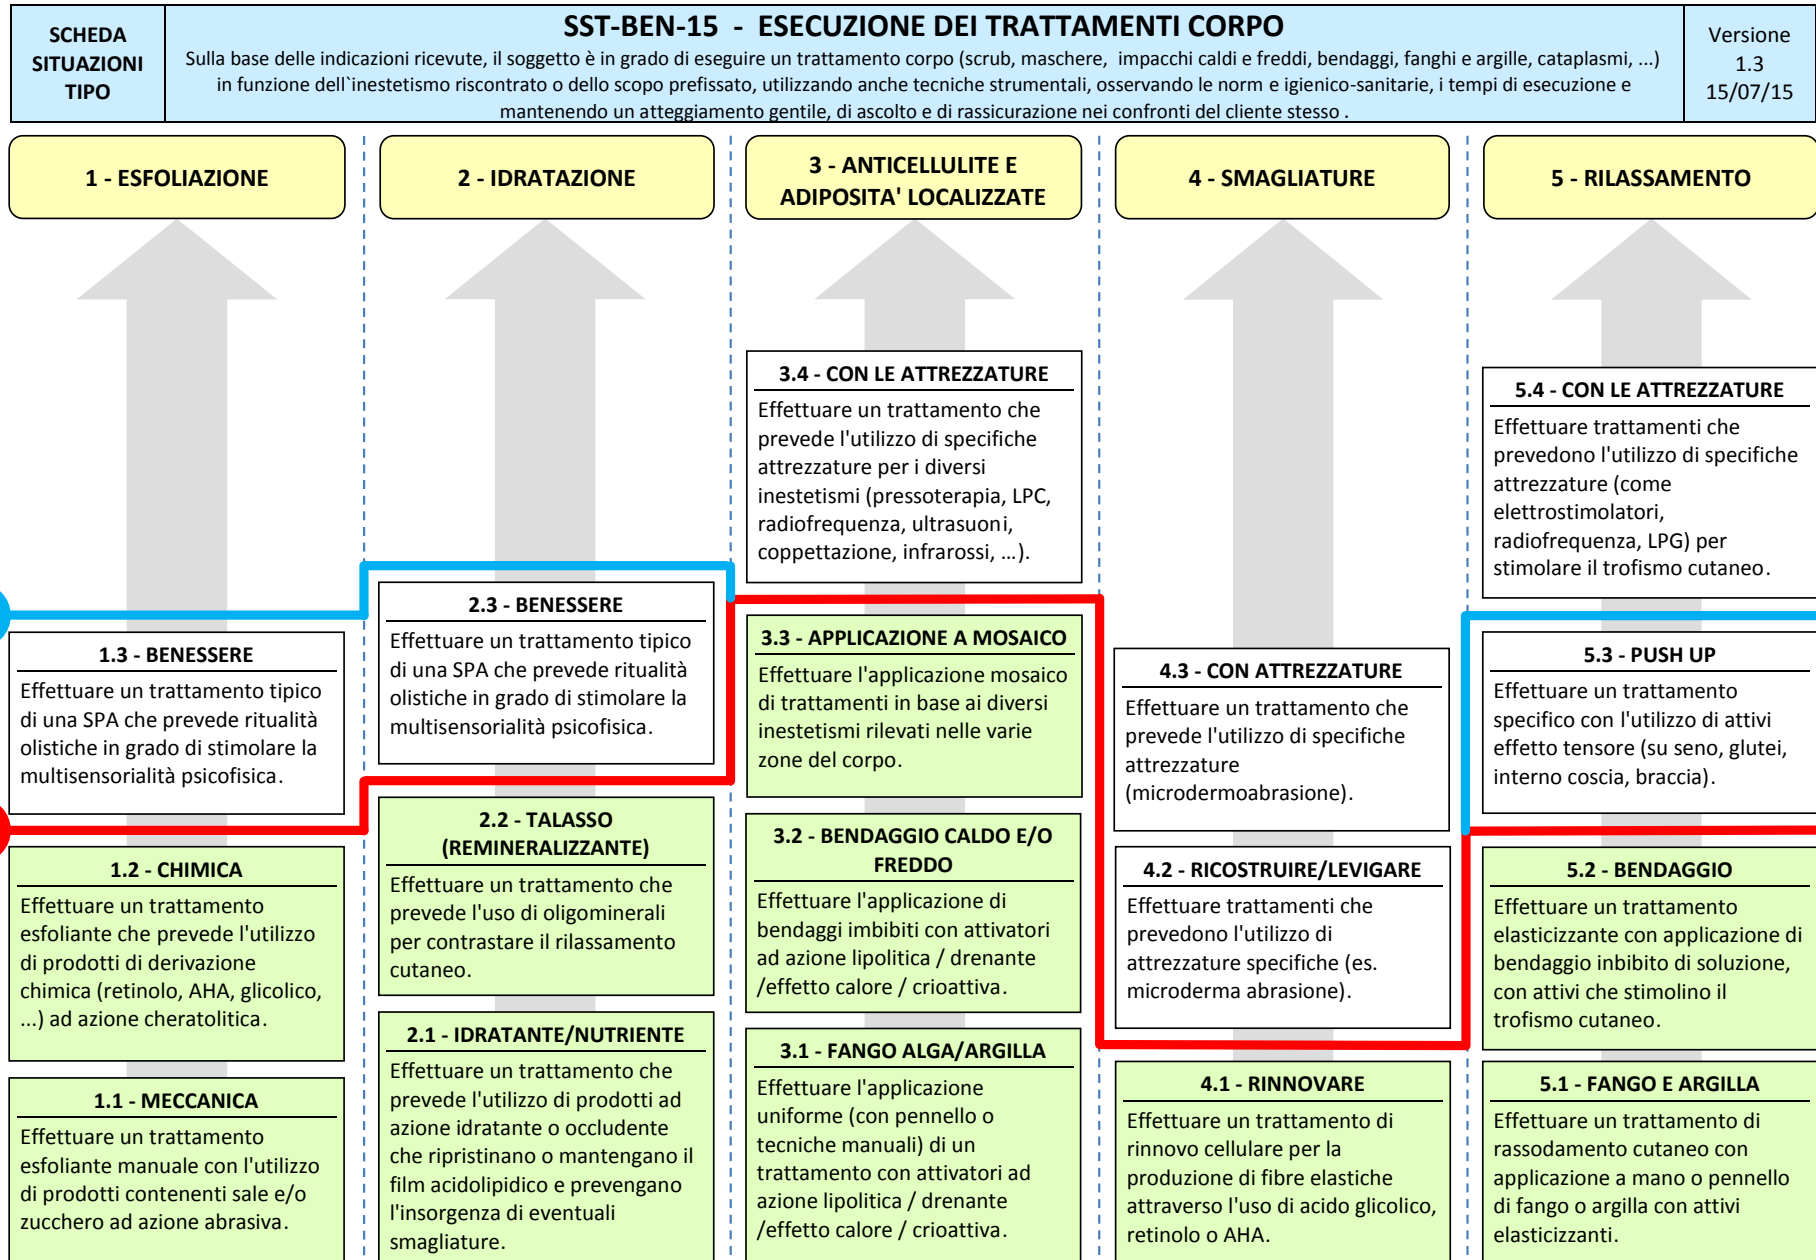 SCHEDA
SITUAZIONI
TIPO
SST-BEN-15 - ESECUZIONE DEI TRATTAMENTI CORPO
Sulla base delle indicazioni ricevute, il soggetto è in grado di eseguire un trattamento corpo (scrub, maschere, impacchi caldi e freddi, bendaggi, fanghi e argille, cataplasmi, ...)
in funzione dell`inestetismo riscontrato o dello scopo prefissato, utilizzando anche tecniche strumentali, osservando le norm e igienico-sanitarie, i tempi di esecuzione e
mantenendo un atteggiamento gentile, di ascolto e di rassicurazione nei confronti del cliente stesso .
Versione
1.3
15/07/15
1 - ESFOLIAZIONE
1.3 - BENESSERE
Effettuare un trattamento tipico
di una SPA che prevede ritualità
olistiche in grado di stimolare la
multisensorialità psicofisica.
1.2 - CHIMICA
Effettuare un trattamento
esfoliante che prevede l'utilizzo
di prodotti di derivazione
chimica (retinolo, AHA, glicolico,
...) ad azione cheratolitica.
1.1 - MECCANICA
Effettuare un trattamento
esfoliante manuale con l'utilizzo
di prodotti contenenti sale e/o
zucchero ad azione abrasiva.
2 - IDRATAZIONE
2.3 - BENESSERE
Effettuare un trattamento tipico
di una SPA che prevede ritualità
olistiche in grado di stimolare la
multisensorialità psicofisica.
2.2 - TALASSO
(REMINERALIZZANTE)
Effettuare un trattamento che
prevede l'uso di oligominerali
per contrastare il rilassamento
cutaneo.
2.1 - IDRATANTE/NUTRIENTE
Effettuare un trattamento che
prevede l'utilizzo di prodotti ad
azione idratante o occludente
che ripristinano o mantengano il
film acidolipidico e prevengano
l'insorgenza di eventuali
smagliature.
3 - ANTICELLULITE E
ADIPOSITA' LOCALIZZATE
3.4 - CON LE ATTREZZATURE
Effettuare un trattamento che
prevede l'utilizzo di specifiche
attrezzature per i diversi
inestetismi (pressoterapia, LPC,
radiofrequenza, ultrasuoni,
coppettazione, infrarossi, ...).
3.3 - APPLICAZIONE A MOSAICO
Effettuare l'applicazione mosaico
di trattamenti in base ai diversi
inestetismi rilevati nelle varie
zone del corpo.
3.2 - BENDAGGIO CALDO E/O
FREDDO
Effettuare l'applicazione di
bendaggi imbibiti con attivatori
ad azione lipolitica / drenante
/effetto calore / crioattiva.
3.1 - FANGO ALGA/ARGILLA
Effettuare l'applicazione
uniforme (con pennello o
tecniche manuali) di un
trattamento con attivatori ad
azione lipolitica / drenante
/effetto calore / crioattiva.
4 - SMAGLIATURE
4.3 - CON ATTREZZATURE
Effettuare un trattamento che
prevede l'utilizzo di specifiche
attrezzature
(microdermoabrasione).
4.2 - RICOSTRUIRE/LEVIGARE
Effettuare trattamenti che
prevedono l'utilizzo di
attrezzature specifiche (es.
microderma abrasione).
4.1 - RINNOVARE
Effettuare un trattamento di
rinnovo cellulare per la
produzione di fibre elastiche
attraverso l'uso di acido glicolico,
retinolo o AHA.
5 - RILASSAMENTO
5.4 - CON LE ATTREZZATURE
Effettuare trattamenti che
prevedono l'utilizzo di specifiche
attrezzature (come
elettrostimolatori,
radiofrequenza, LPG) per
stimolare il trofismo cutaneo.
5.3 - PUSH UP
Effettuare un trattamento
specifico con l'utilizzo di attivi
effetto tensore (su seno, glutei,
interno coscia, braccia).
5.2 - BENDAGGIO
Effettuare un trattamento
elasticizzante con applicazione di
bendaggio inbibito di soluzione,
con attivi che stimolino il
trofismo cutaneo.
5.1 - FANGO E ARGILLA
Effettuare un trattamento di
rassodamento cutaneo con
applicazione a mano o pennello
di fango o argilla con attivi
elasticizzanti.